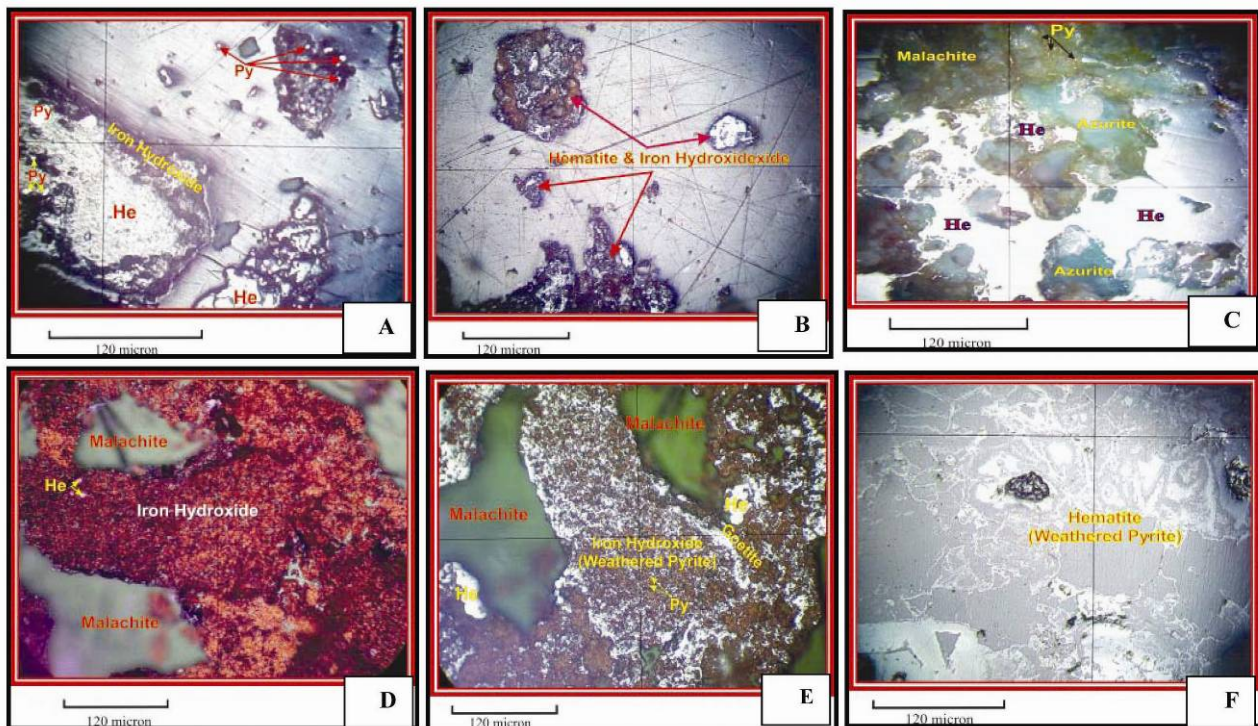 Py
Py
Iron Hydroxide
Py
He
He
A
120 micron
Hematite & Iron Hydroxidexide
B
120 micron
Py
Malachite
He
Azurite
He
He
Azurite
C
120 micron
Malachite
He
Iron Hydroxide
Malachite
D
120 micron
Malachite
Malachite
He
Goetite
Iron Hydroxide
(Weathered Pyrite)
He
Py
E
120 micron
Hematite
(Weathered Pyrite)
F
120 micron